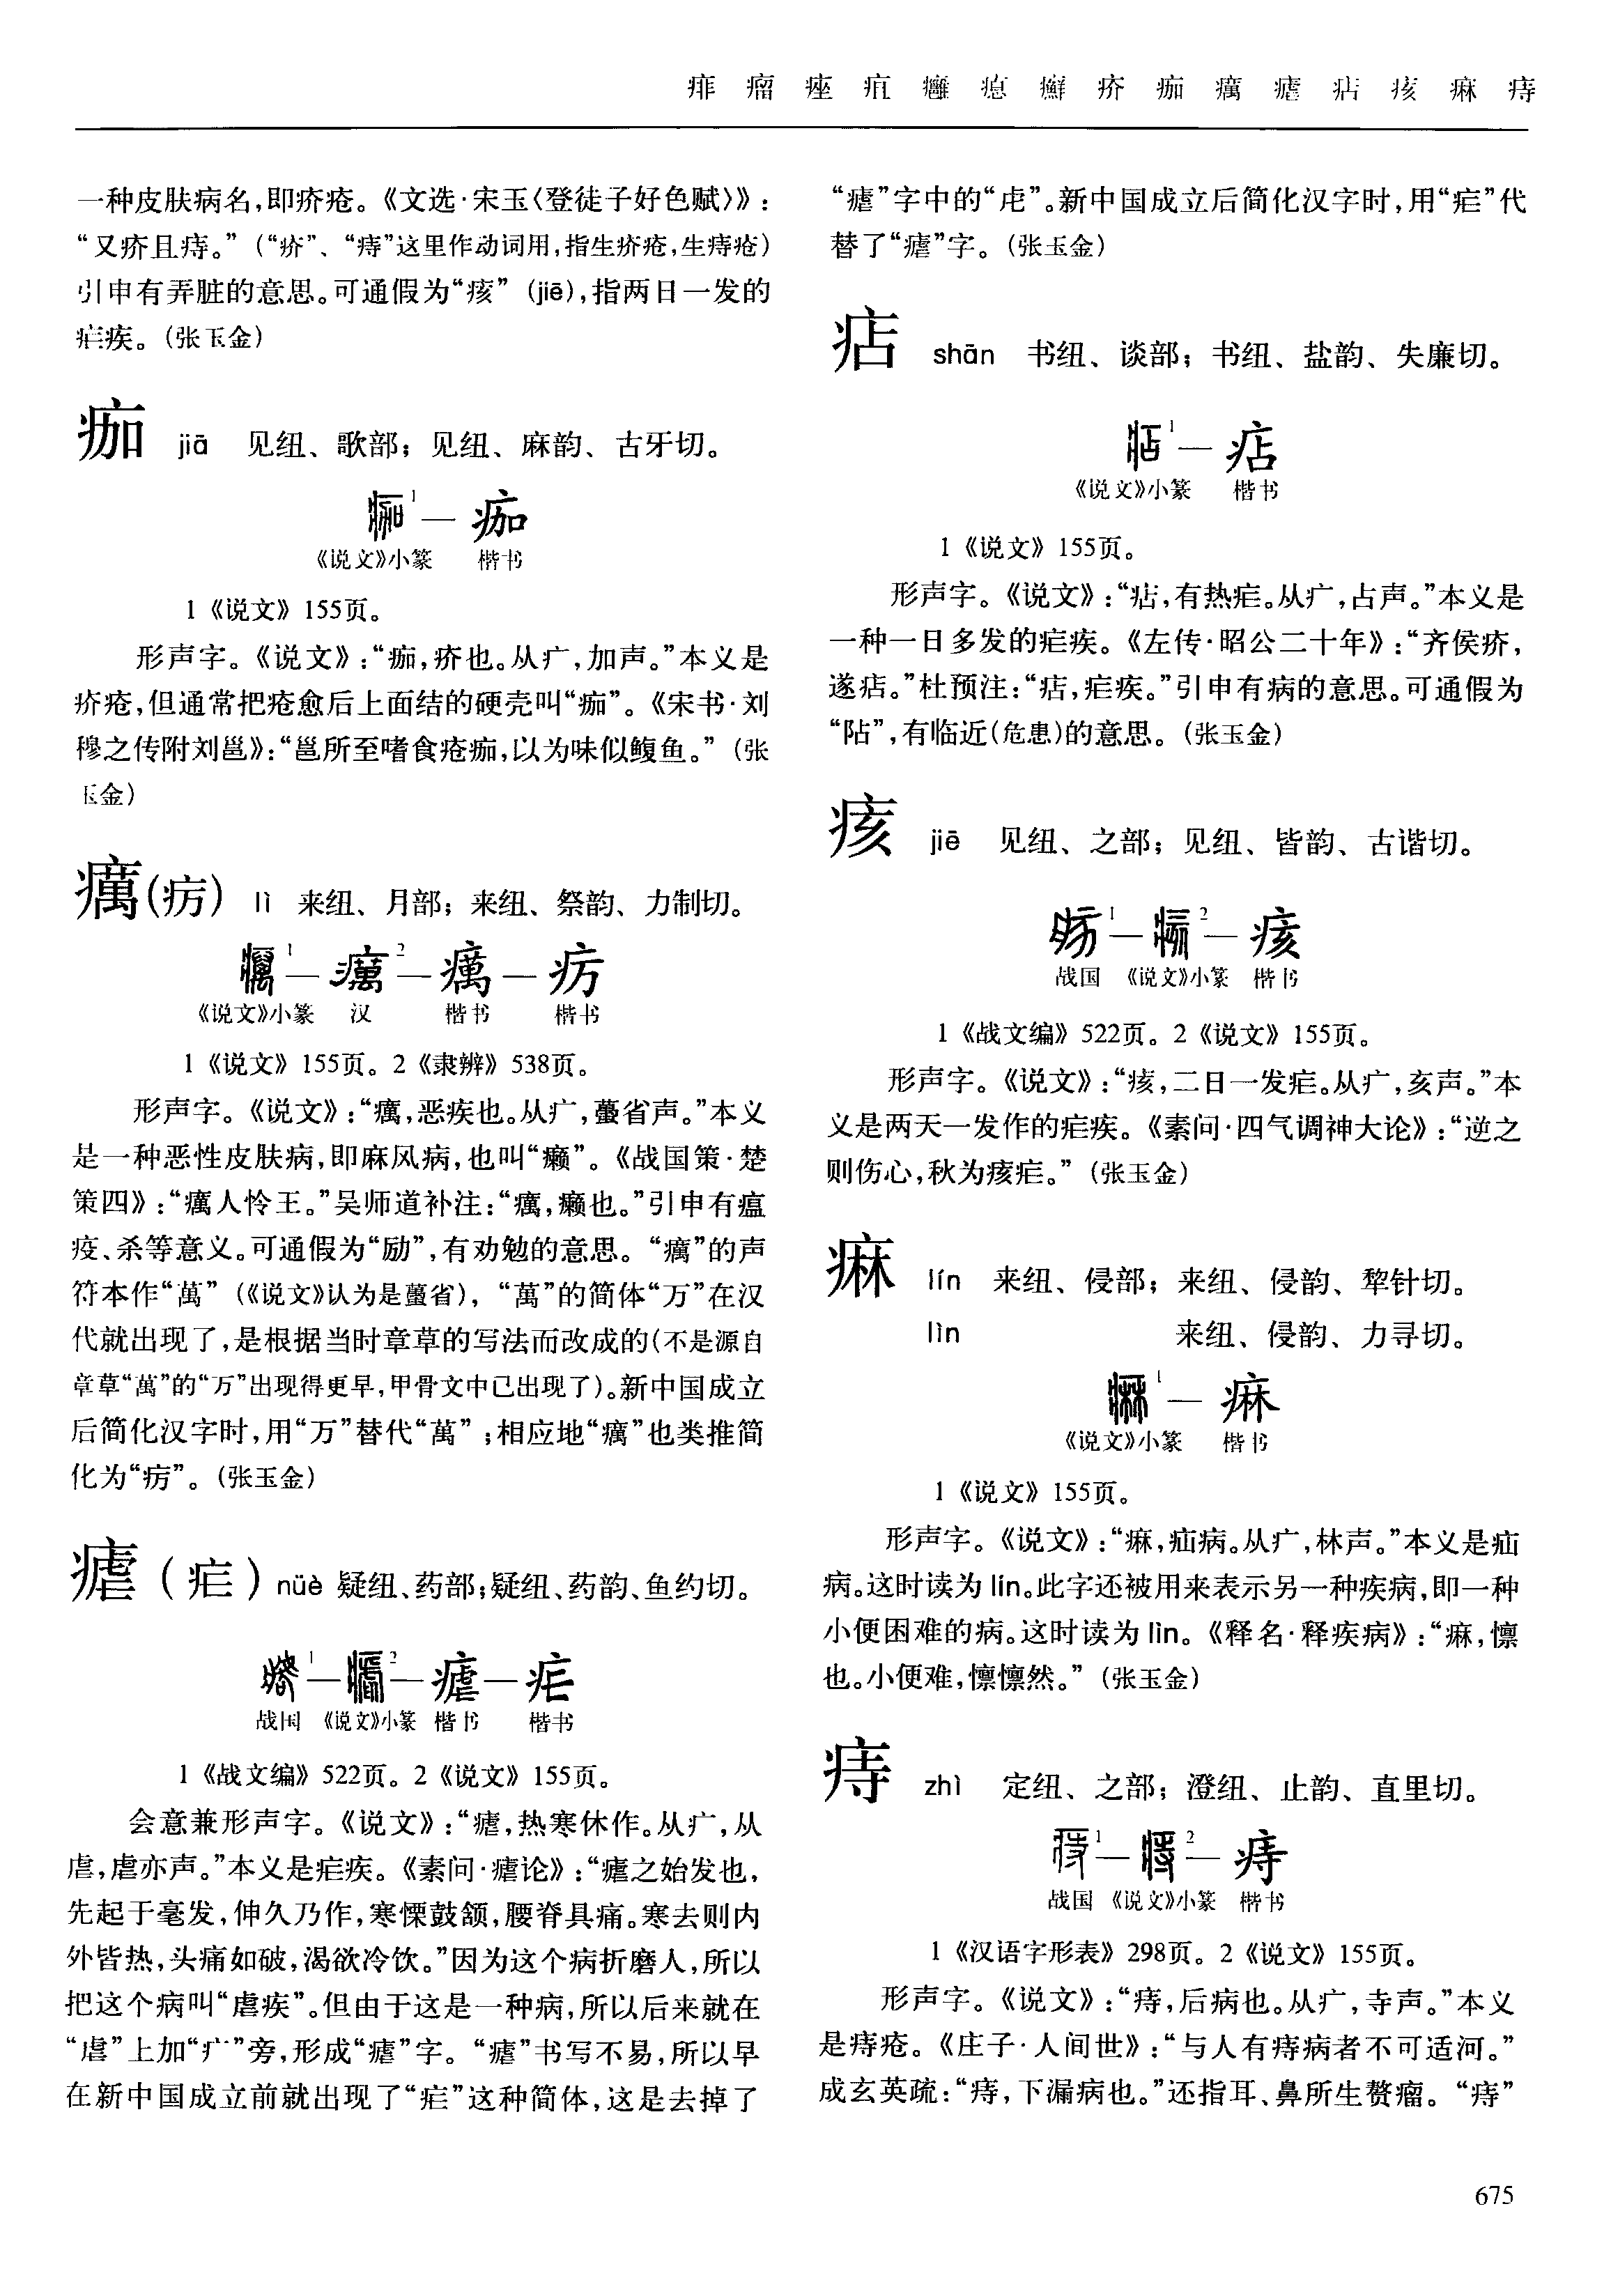 痱 瘤 痤 疽 癰 瘜 癬 疥 痂 癘 瘧 痁 痎 痳 痔
一种皮肤病名,即疥疮。《文选·宋玉〈登徒子好色赋〉》:
“又疥且痔。”(“疥”、“痔”这里作动词用,指生疥疮,生痔疮)
引申有弄脏的意思。可通假为“痎”(jiē),指两日一发的
疟疾。(张玉金)
痂 jiā 见纽、歌部;见纽、麻韵、古牙切。
1 — 痂
《说文》小篆 楷书
1《说文》155页。
形声字。《说文》:“痂,疥也。从疒,加声。”本义是
疥疮,但通常把疮愈后上面结的硬壳叫“痂”。《宋书·刘
穆之传附刘邕》:“邕所至嗜食疮痂,以为味似鳆鱼。”(张
玉金)
癘(疠) lì 来纽、月部;来纽、祭韵、力制切。
1 — 癘2 — 癘 — 疠
《说文》小篆 汉 楷书 楷书
1《说文》155页。2《隶辨》538页。
形声字。《说文》:“癘,恶疾也。从疒,蠆省声。”本义
是一种恶性皮肤病,即麻风病,也叫“癞”。《战国策·楚
策四》:“癘人怜王。”吴师道补注:“癘,癞也。”引申有瘟
疫、杀等意义。可通假为“励”,有劝勉的意思。“癘”的声
符本作“萬”(《说文》认为是蠆省),“萬”的简体“万”在汉
代就出现了,是根据当时章草的写法而改成的(不是源自
章草“萬”的“万”出现得更早,甲骨文中已出现了)。新中国成立
后简化汉字时,用“万”替代“萬”;相应地“癘”也类推简
化为“疠”。(张玉金)
瘧(疟) nüè 疑纽、药部;疑纽、药韵、鱼约切。
1 — 2 — 瘧 — 疟
战国 《说文》小篆 楷书 楷书
1《战文编》522页。2《说文》155页。
会意兼形声字。《说文》:“瘧,热寒休作。从疒,从
虐,虐亦声。”本义是疟疾。《素问·瘧论》:“瘧之始发也,
先起于毫发,伸久乃作,寒慄鼓颔,腰脊具痛。寒去则内
外皆热,头痛如破,渴欲冷饮。”因为这个病折磨人,所以
把这个病叫“虐疾”。但由于这是一种病,所以后来就在
“虐”上加“疒”旁,形成“瘧”字。“瘧”书写不易,所以早
在新中国成立前就出现了“疟”这种简体,这是去掉了
“瘧”字中的“虍”。新中国成立后简化汉字时,用“疟”代
替了“瘧”字。(张玉金)
痁 shān 书纽、谈部;书纽、盐韵、失廉切。
1 — 痁
《说文》小篆 楷书
1《说文》155页。
形声字。《说文》:“痁,有热疟。从疒,占声。”本义是
一种一日多发的疟疾。《左传·昭公二十年》:“齐侯疥,
遂痁。”杜预注:“痁,疟疾。”引申有病的意思。可通假为
“阽”,有临近(危患)的意思。(张玉金)
痎 jiē 见纽、之部;见纽、皆韵、古谐切。
1 — 2 — 痎
战国 《说文》小篆 楷书
1《战文编》522页。2《说文》155页。
形声字。《说文》:“痎,二日一发疟。从疒,亥声。”本
义是两天一发作的疟疾。《素问·四气调神大论》:“逆之
则伤心,秋为痎疟。”(张玉金)
痳 lín 来纽、侵部;来纽、侵韵、犂针切。
lìn 来纽、侵韵、力寻切。
1 — 痳
《说文》小篆 楷书
1《说文》155页。
形声字。《说文》:“痳,疝病。从疒,林声。”本义是疝
病。这时读为 lín。此字还被用来表示另一种疾病,即一种
小便困难的病。这时读为 lìn。《释名·释疾病》:“痳,懔
也。小便难,懔懔然。”(张玉金)
痔 zhì 定纽、之部;澄纽、止韵、直里切。
1 — 2 — 痔
战国 《说文》小篆 楷书
1《汉语字形表》298页。2《说文》155页。
形声字。《说文》:“痔,后病也。从疒,寺声。”本义
是痔疮。《庄子·人间世》:“与人有痔病者不可适河。”
成玄英疏:“痔,下漏病也。”还指耳、鼻所生赘瘤。“痔”
675